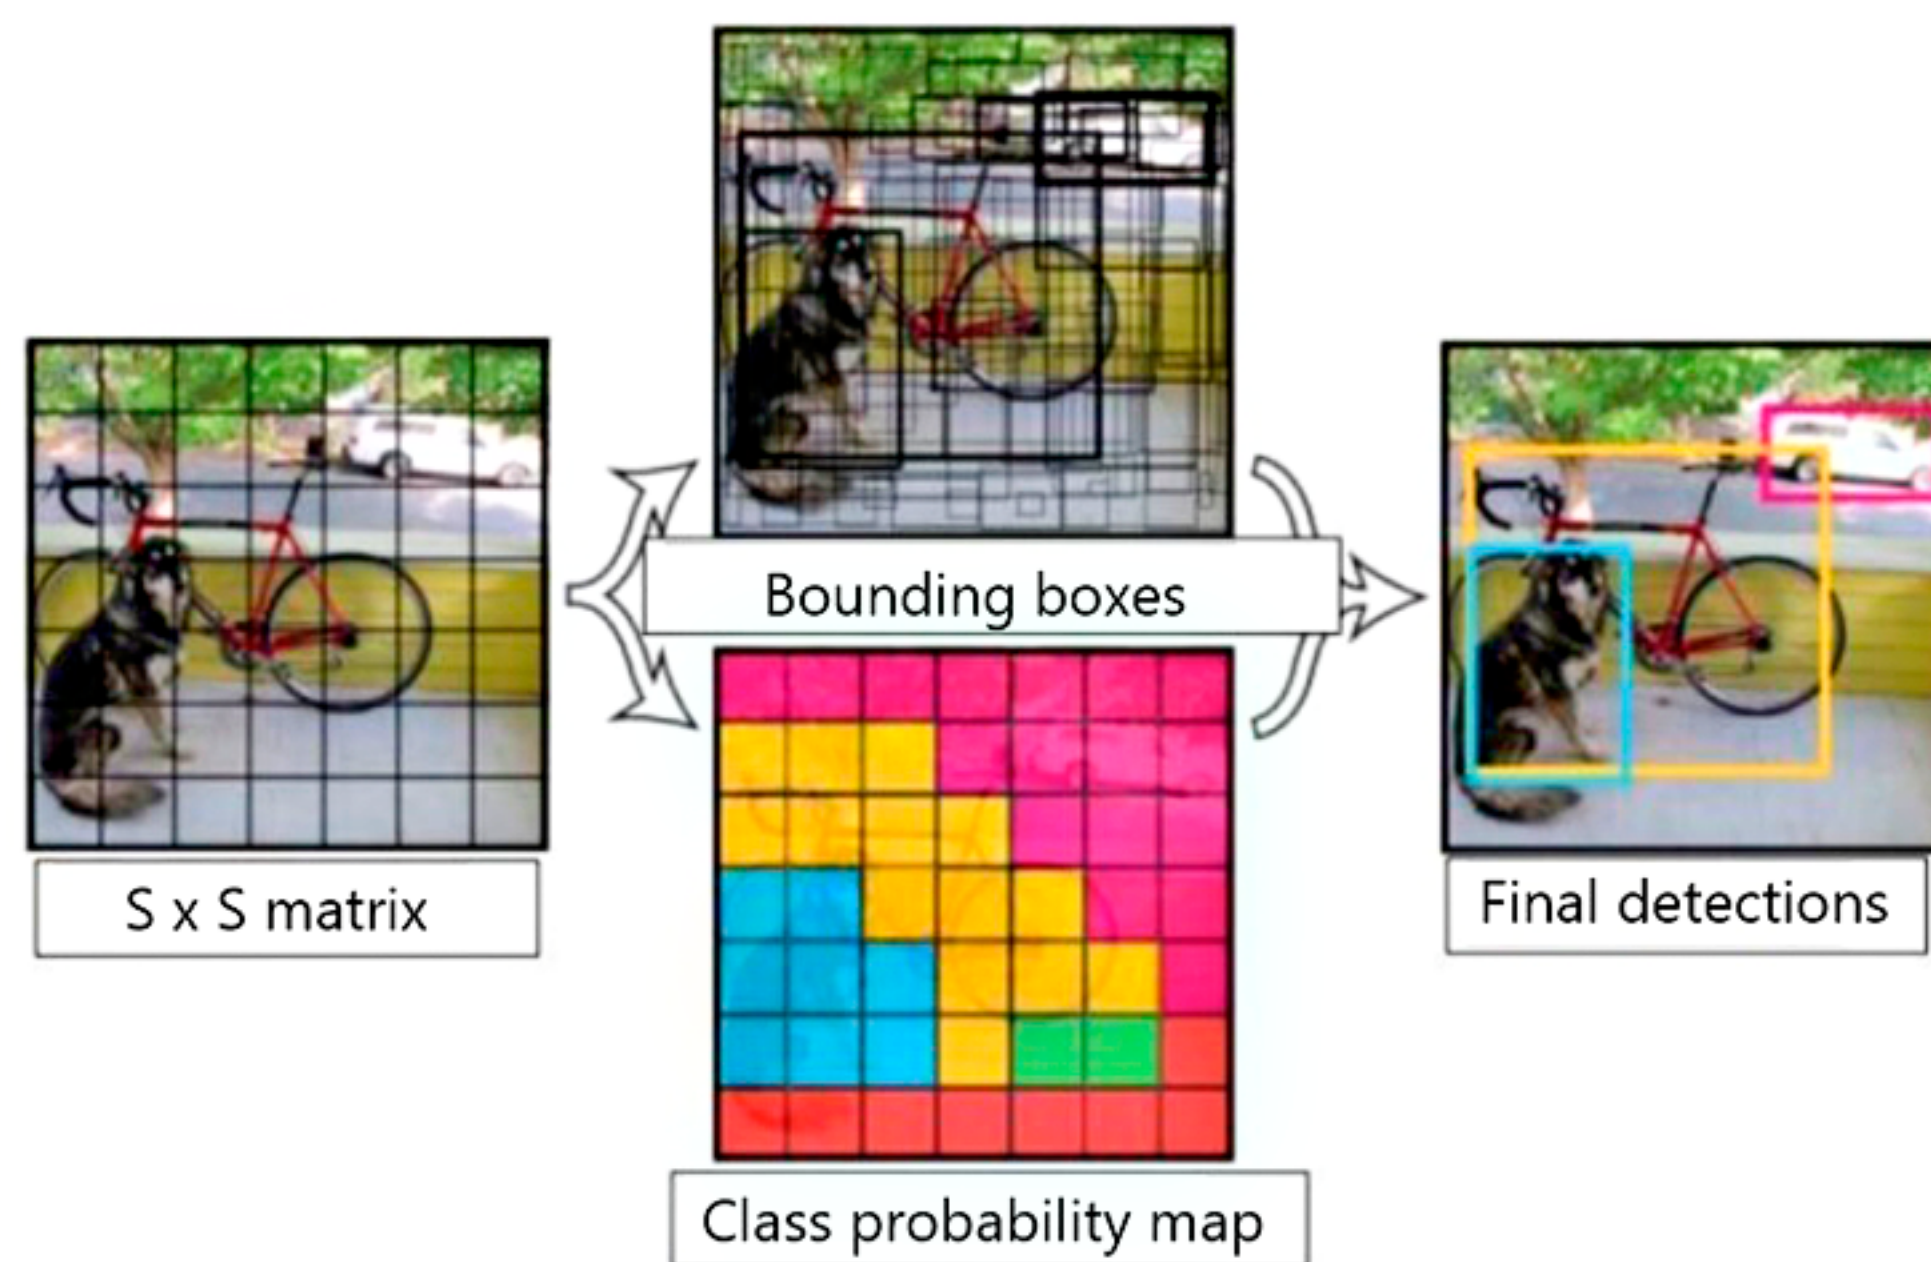 S x S matrix
Bounding boxes
Class probability map
Final detections